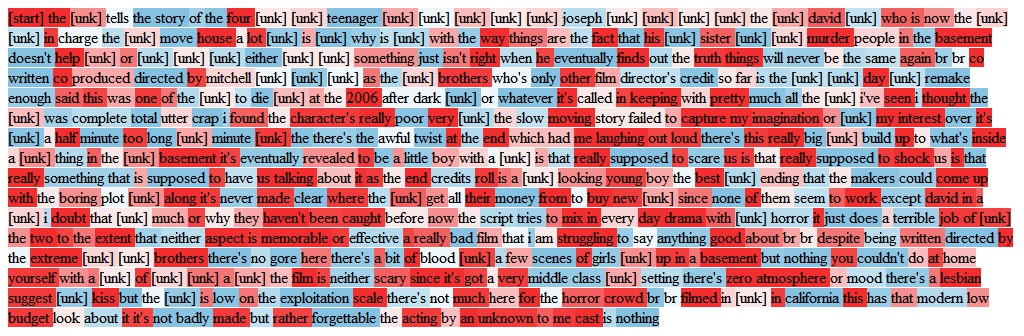 [start] the [unk] tells the story of the four [unk] [unk] teenager [unk] [unk] [unk] [unk] [unk] joseph [unk] [unk] [unk] [unk] the [unk] david [unk] who is now the [unk]
[unk] in charge the [unk] move house a lot [unk] is [unk] why is [unk] with the way things are the fact that his [unk] sister [unk] [unk] murder people in the basement
doesn't help [unk] or [unk] [unk] [unk] either [unk] [unk] something just isn't right when he eventually finds out the truth things will never be the same again br br co
written co produced directed by mitchell [unk] [unk] [unk] as the [unk] brothers who's only other film director's credit so far is the [unk] [unk] day [unk] remake
enough said this was one of the [unk] to die [unk] at the 2006 after dark [unk] or whatever it's called in keeping with pretty much all the [unk] i've seen i thought the
[unk] was complete total utter crap i found the character's really poor very [unk] the slow moving story failed to capture my imagination or [unk] my interest over it's
[unk] a half minute too long [unk] minute [unk] the there's the awful twist at the end which had me laughing out loud there's this really big [unk] build up to what's inside
a [unk] thing in the [unk] basement it's eventually revealed to be a little boy with a [unk] is that really supposed to scare us is that really supposed to shock us is that
really something that is supposed to have us talking about it as the end credits roll is a [unk] looking young boy the best [unk] ending that the makers could come up
with the boring plot [unk] along it's never made clear where the [unk] get all their money from to buy new [unk] since none of them seem to work except david in a
[unk] i doubt that [unk] much or why they haven't been caught before now the script tries to mix in every day drama with [unk] horror it just does a terrible job of [unk]
the two to the extent that neither aspect is memorable or effective a really bad film that i am struggling to say anything good about br br despite being written directed by
the extreme [unk] [unk] brothers there's no gore here there's a bit of blood [unk] a few scenes of girls [unk] up in a basement but nothing you couldn't do at home
yourself with a [unk] of [unk] [unk] a [unk] the film is neither scary since it's got a very middle class [unk] setting there's zero atmosphere or mood there's a lesbian
suggest [unk] kiss but the [unk] is low on the exploitation scale there's not much here for the horror crowd br br filmed in [unk] in california this has that modern low
budget look about it it's not badly made but rather forgettable the acting by an unknown to me cast is nothing